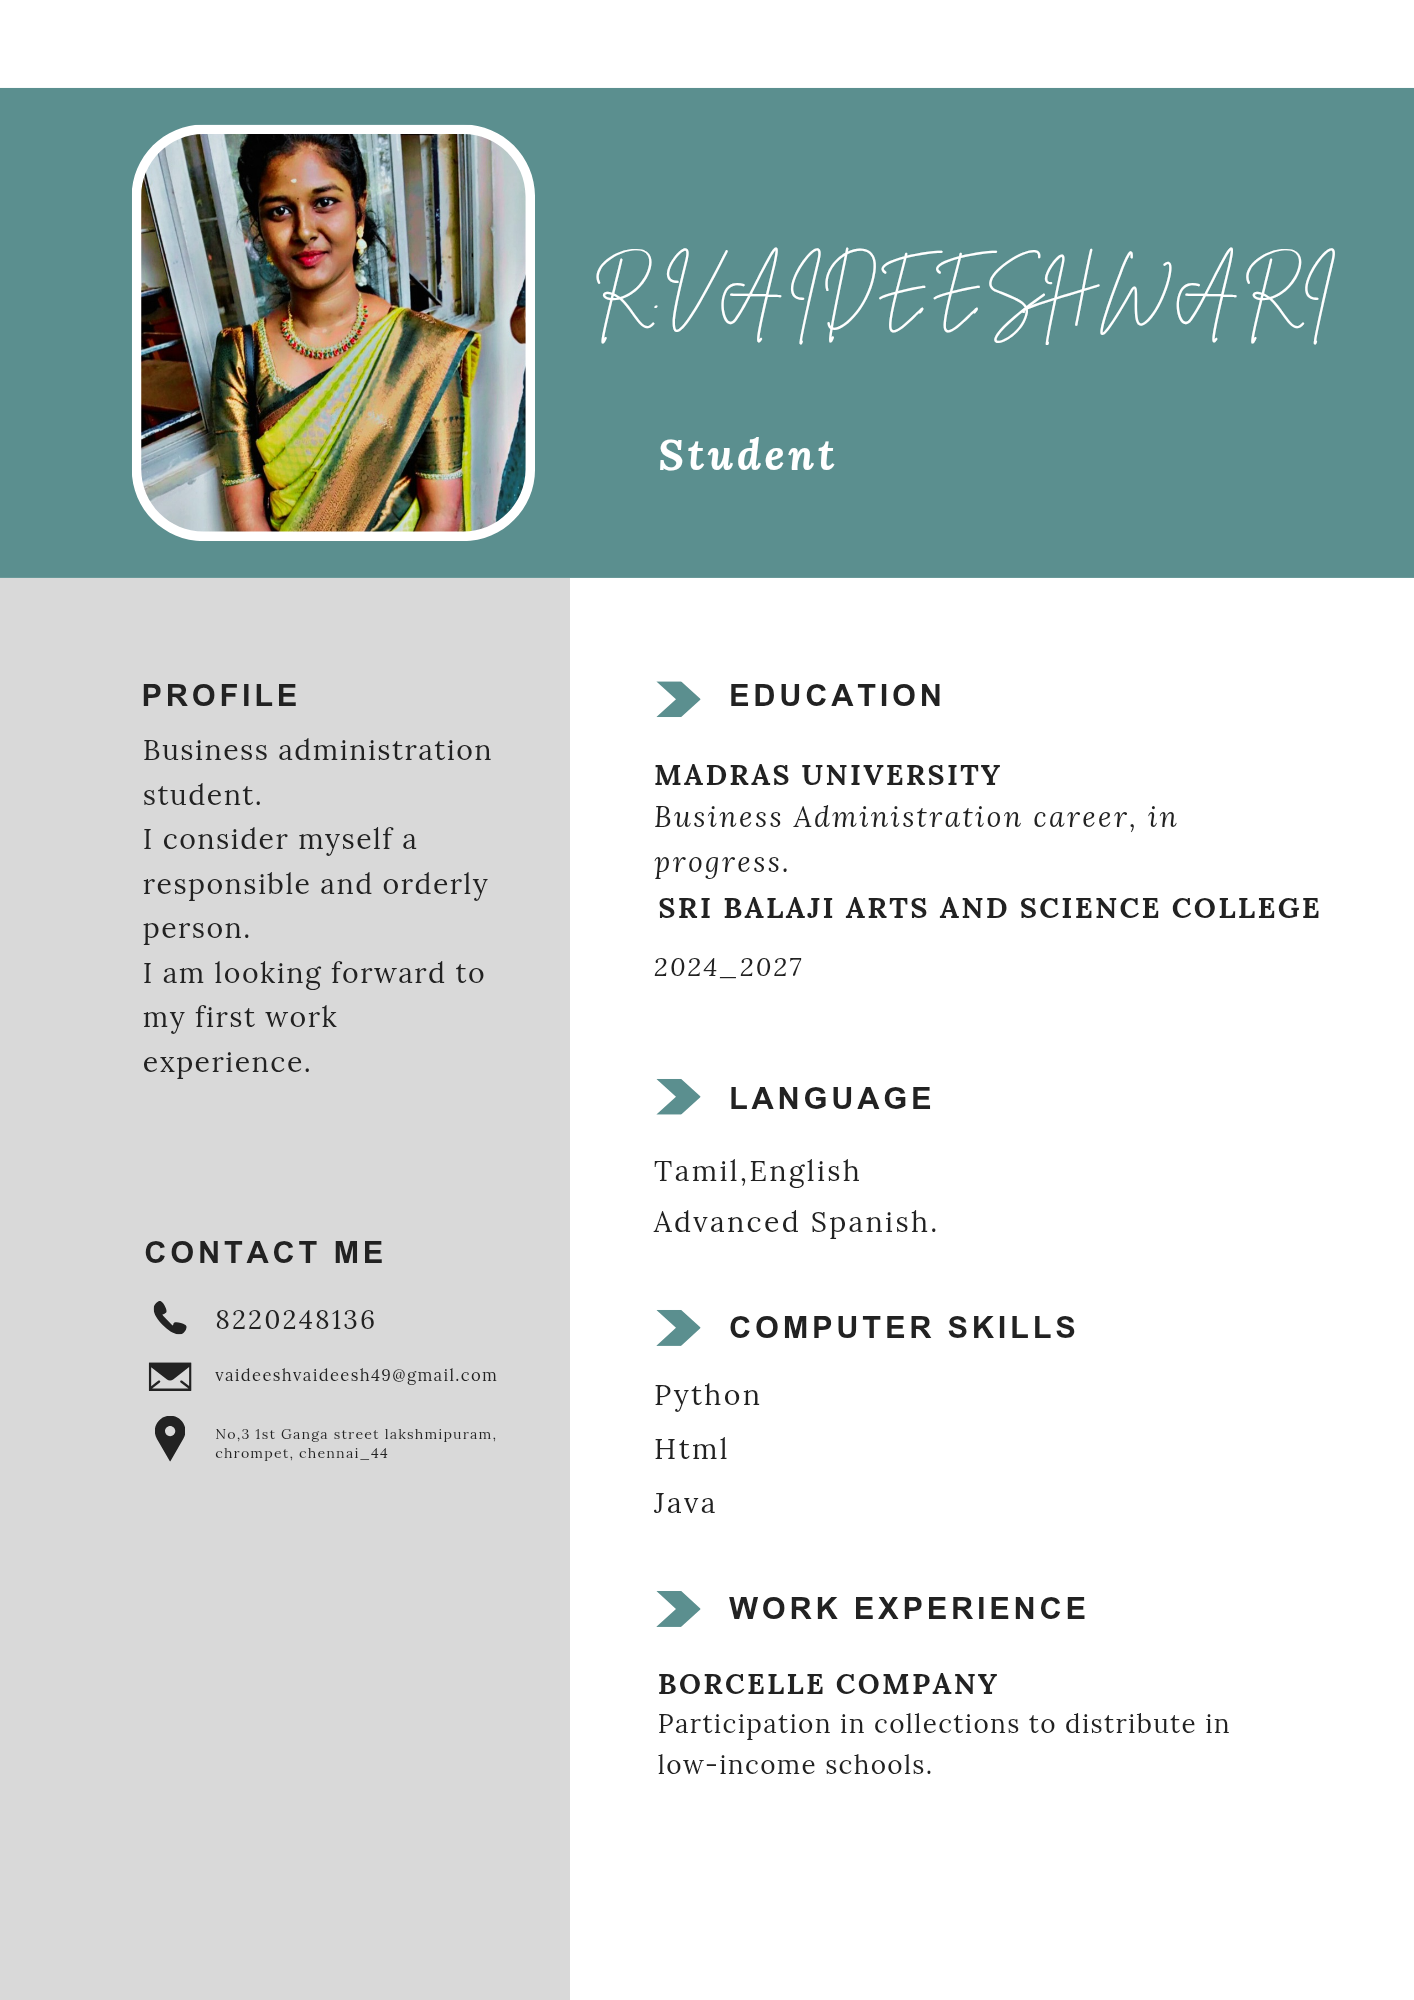 R.VAIDEESHWARI
Student
PROFILE
Business administration
student.
I consider myself a
responsible and orderly
person.
I am looking forward to
my first work
experience.
CONTACT ME
8220248136
vaideeshvaideesh49@gmail.com
No,3 1st Ganga street lakshmipuram,
chrompet, chennai_44
EDUCATION
MADRAS UNIVERSITY
Business Administration career, in
progress.
SRI BALAJI ARTS AND SCIENCE COLLEGE
2024_2027
LANGUAGE
Tamil,English
Advanced Spanish.
COMPUTER SKILLS
Python
Html
Java
WORK EXPERIENCE
BORCELLE COMPANY
Participation in collections to distribute in
low-income schools.